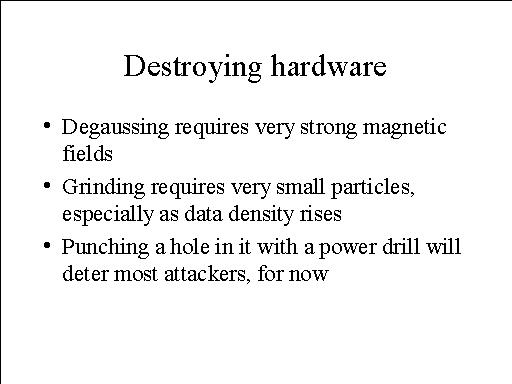 Destroying hardware
• Degaussing requires very strong magnetic
fields
• Grinding requires very small particles,
especially as data density rises
• Punching a hole in it with a power drill will
deter most attackers, for now